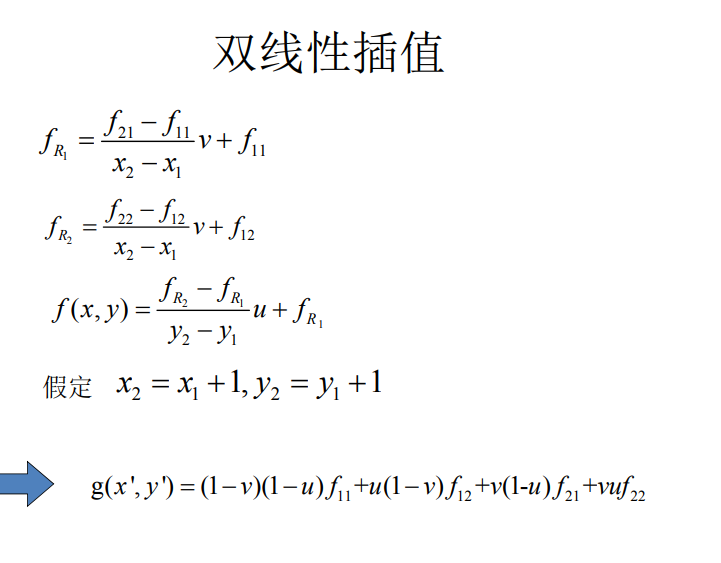 双线性插值
f_{R_1} = \frac{f_{21} - f_{11}}{x_2 - x_1} v + f_{11}
f_{R_2} = \frac{f_{22} - f_{12}}{x_2 - x_1} v + f_{12}
f(x, y) = \frac{f_{R_2} - f_{R_1}}{y_2 - y_1} u + f_{R_1}
假定 x_2 = x_1 + 1, y_2 = y_1 + 1
g(x', y') = (1 - v)(1 - u) f_{11} + u(1 - v) f_{12} + v(1-u) f_{21} + vuf_{22}